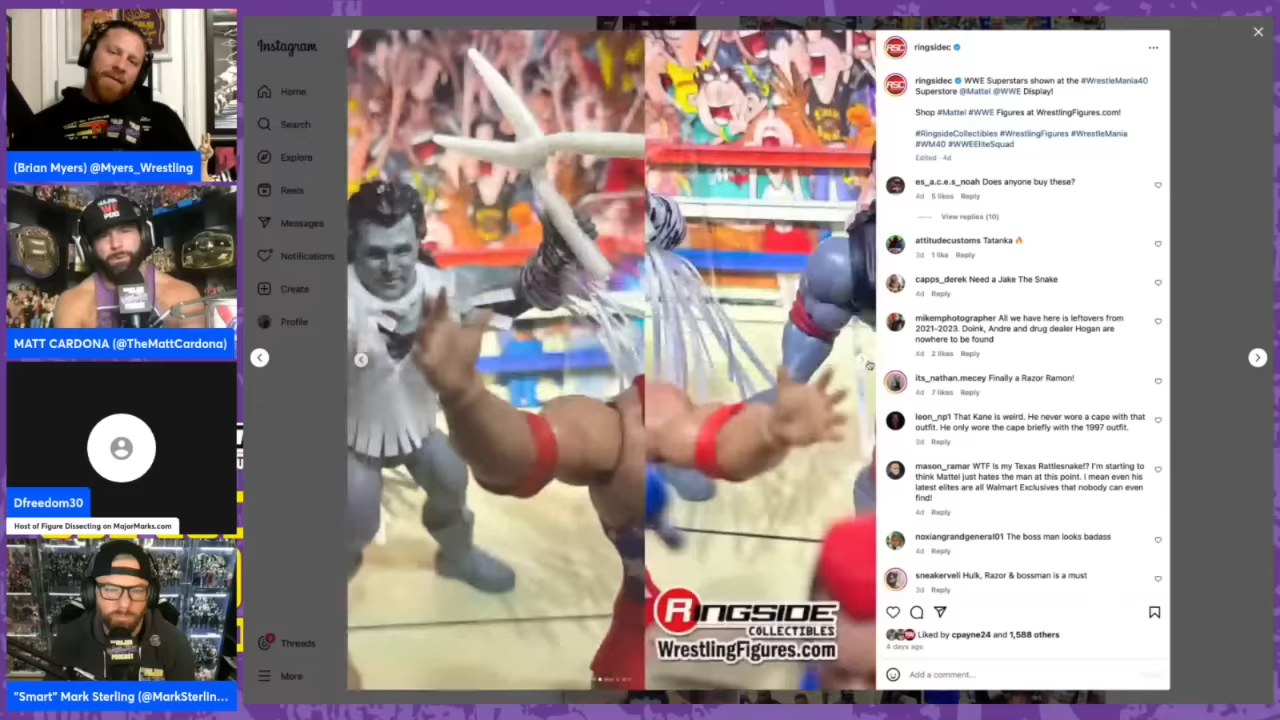 (Brian Myers) @Myers_Wrestling
MATT CARDONA (@TheMattCardona)
Dfreedom30
Host of Figure Dissecting on MajorMarks.com
"Smart" Mark Sterling (@MarkSterlin...
Instagram
Home
Search
Explore
Reels
Messages
Notifications
Create
Profile
Threads
More
RINGSIDE
COLLECTIBLES
WrestlingFigures.com
RSC
ringsidec
ringsidec WWE Superstars shown at the #WrestleMania40
Superstore @Mattel @WWE Display!
Shop #Mattel #WWE Figures at WrestlingFigures.com!
#RingsideCollectibles #WrestlingFigures #WrestleMania
#WM40 #WWEEliteSquad
Edited · 4d
es_a.c.e.s_noah Does anyone buy these?
4d 5 likes Reply
View replies (10)
attitudecustoms Tatanka 🔥
3d 1 like Reply
capps_derek Need a Jake The Snake
4d Reply
mikemphotographer All we have here is leftovers from
2021-2023. Doink, Andre and drug dealer Hogan are
nowhere to be found
4d 2 likes Reply
its_nathan.mecey Finally a Razor Ramon!
4d 7 likes Reply
leon_np1 That Kane is weird. He never wore a cape with that
outfit. He only wore the cape briefly with the 1997 outfit.
3d Reply
mason_ramar WTF Is my Texas Rattlesnake!? I'm starting to
think Mattel just hates the man at this point. I mean even his
latest elites are all Walmart Exclusives that nobody can even
find!
4d Reply
noxiangrandgeneral01 The boss man looks badass
4d Reply
sneakerveli Hulk, Razor & bossman is a must
3d Reply
Liked by cpayne24 and 1,588 others
4 days ago
Add a comment...